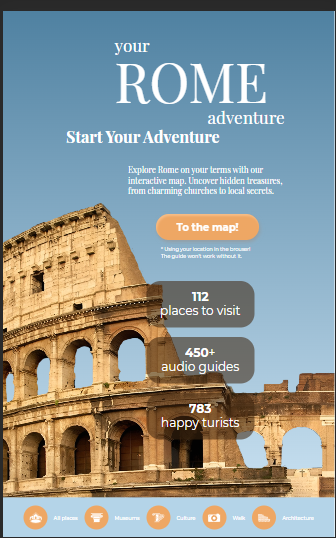 your
ROME
adventure
Start Your Adventure
Explore Rome on your terms with our
interactive map. Uncover hidden treasures,
from charming churches to local secrets.
To the map!
* Using your location in the browser!
The guide won't work without it.
112
places to visit
450+
audio guides
783
happy turists
All places
Museums
Culture
Walk
Architecture